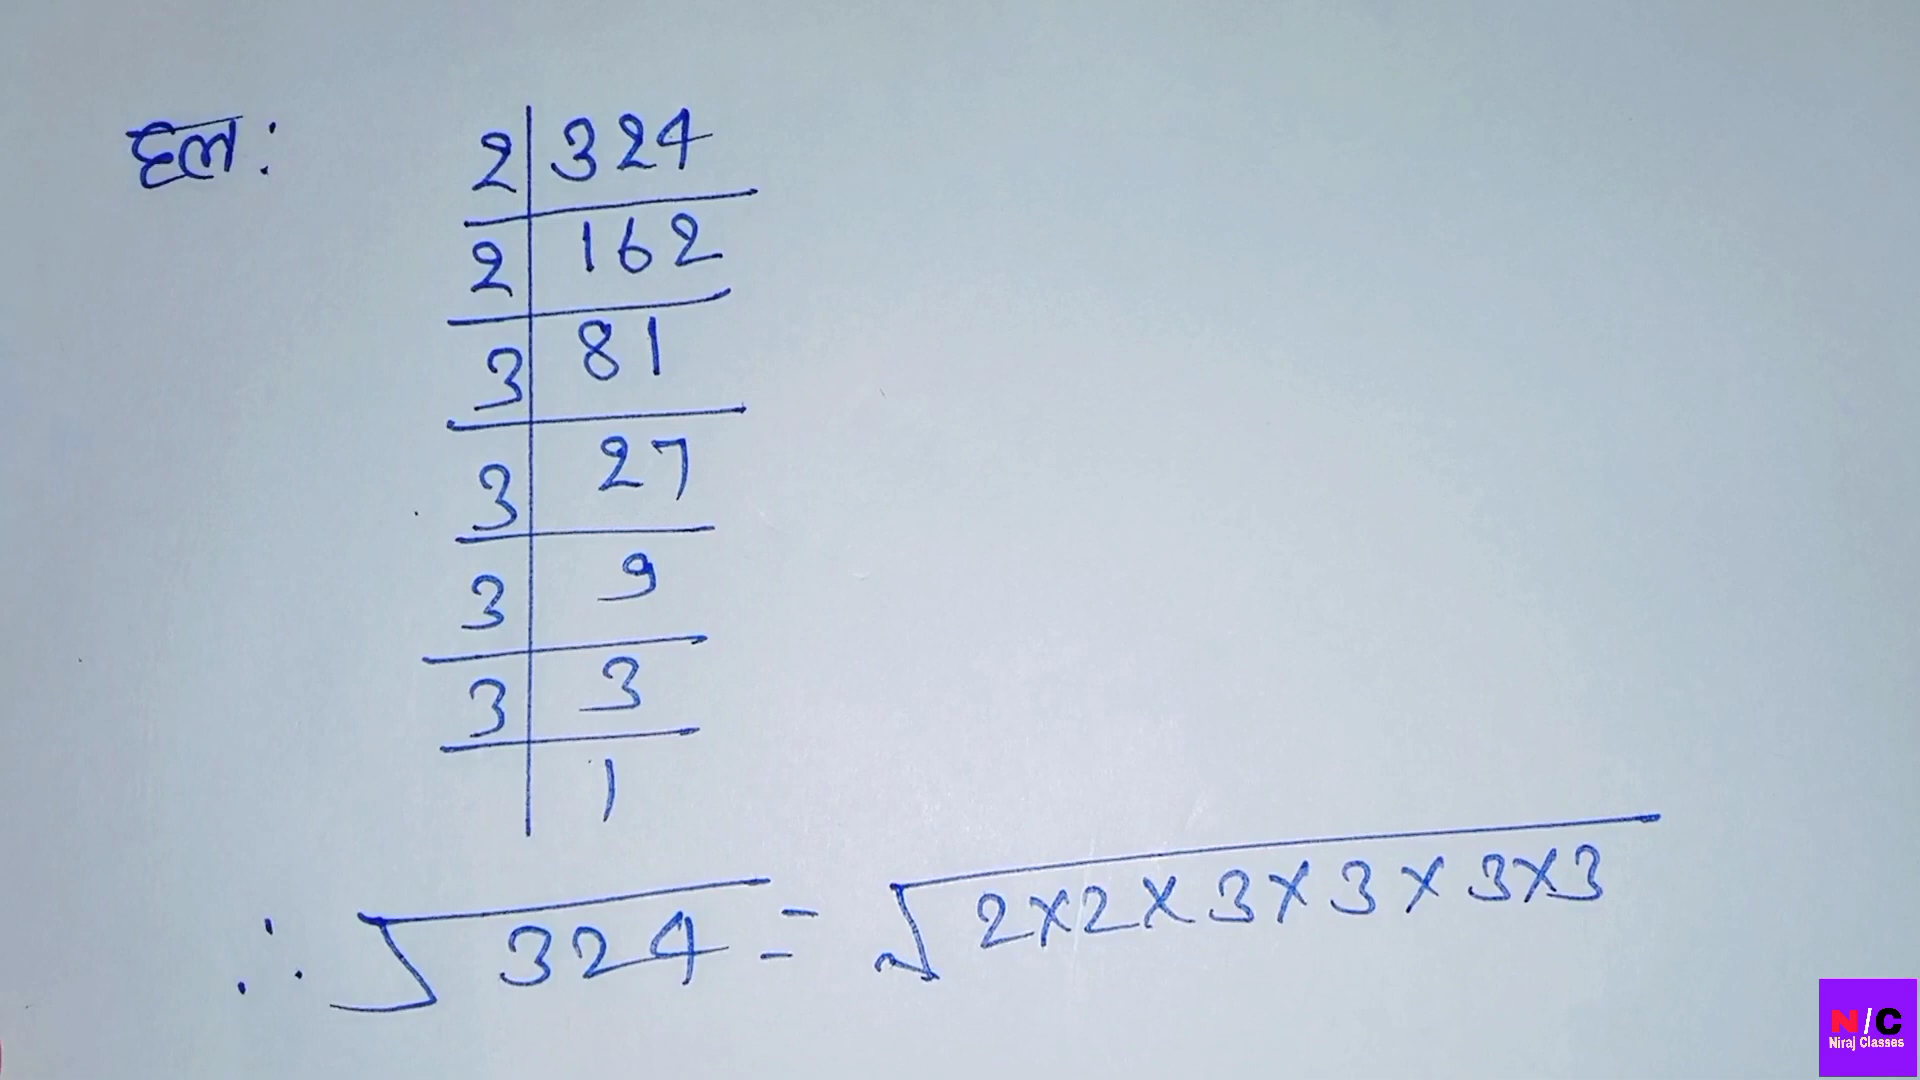 हल:
2 | 324
2 | 162
3 | 81
3 | 27
3 | 9
3 | 3
1
∴ √324 = √2×2×3×3×3×3
N/C
Niraj Classes